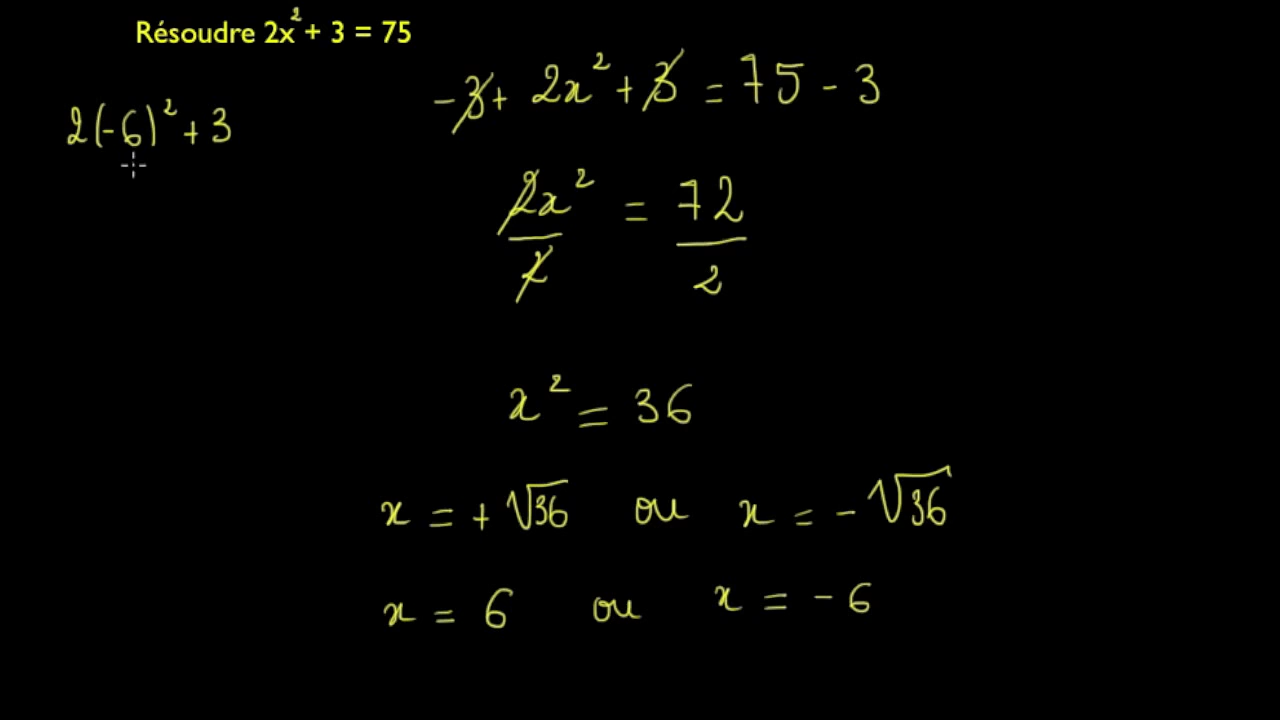 Résoudre 2x² + 3 = 75
-3+ 2x² + 3 = 75 - 3
2(-6)² + 3
2x²/2 = 72/2
x² = 36
x = + √36 ou x = - √36
x = 6 ou x = - 6